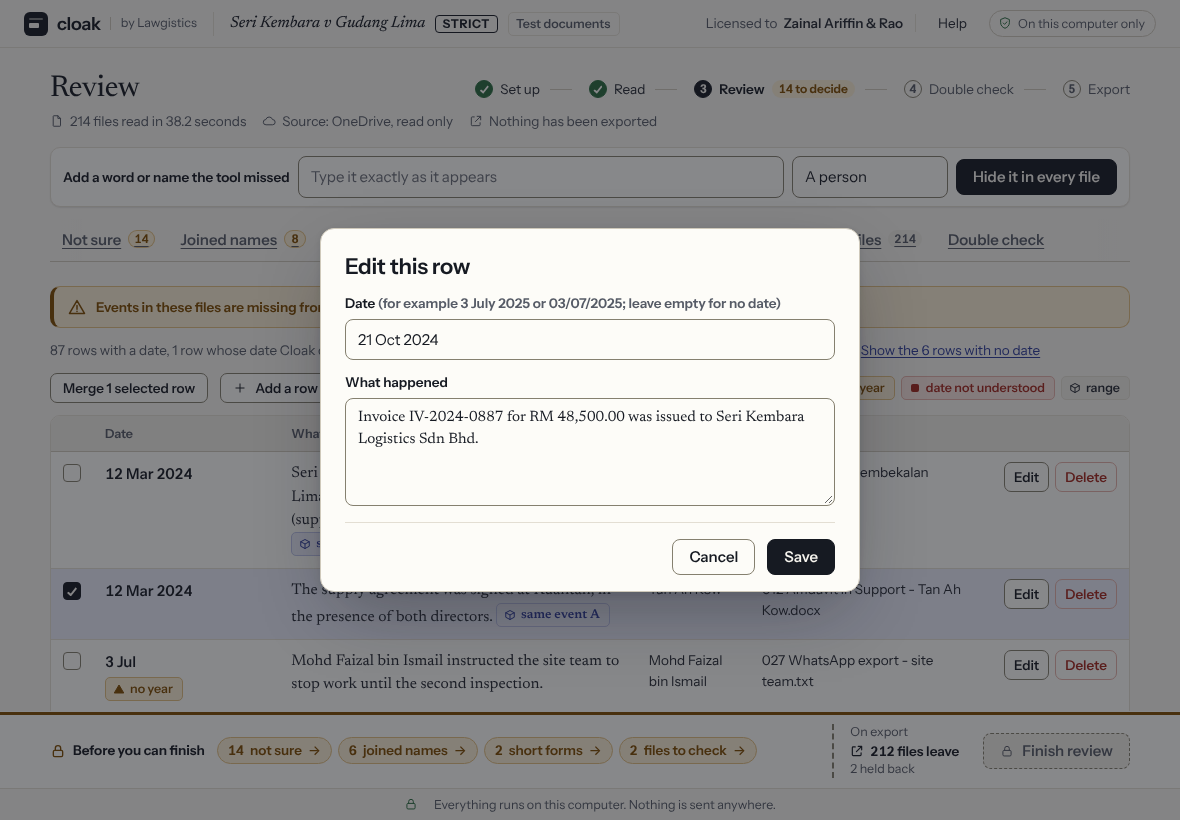 cloak
by Lawgistics
Seri Kembara v Gudang Lima
STRICT
Test documents
Licensed to Zainal Ariffin & Rao
Help
On this computer only
Review
Set up
Read
3 Review 14 to decide
4 Double check
5 Export
214 files read in 38.2 seconds
Source: OneDrive, read only
Nothing has been exported
Add a word or name the tool missed
Type it exactly as it appears
A person
Hide it in every file
Not sure 14
Joined names 8
files 214
Double check
Events in these files are missing from
87 rows with a date, 1 row whose date Cloak
Show the 6 rows with no date
Merge 1 selected row
Add a row
year
date not understood
range
Edit this row
Date (for example 3 July 2025 or 03/07/2025; leave empty for no date)
21 Oct 2024
What happened
Invoice IV-2024-0887 for RM 48,500.00 was issued to Seri Kembara
Logistics Sdn Bhd.
Cancel
Save
Date
12 Mar 2024
Seri
Edit
Delete
12 Mar 2024
the presence of both directors. same event A
Kow.docx
Edit
Delete
3 Jul
no year
Mohd Faizal bin Ismail instructed the site team to
stop work until the second inspection.
Mohd Faizal
bin Ismail
027 WhatsApp export - site
team.txt
Edit
Delete
Before you can finish
14 not sure →
6 joined names →
2 short forms →
2 files to check →
On export
212 files leave
2 held back
Finish review
Everything runs on this computer. Nothing is sent anywhere.